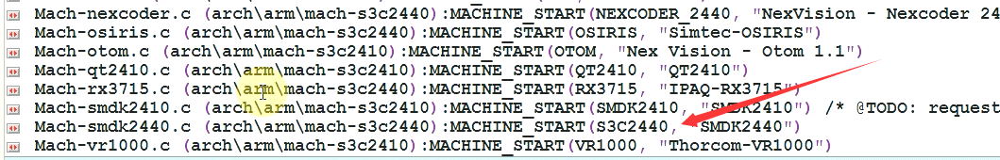 Mach-nexcoder.c (arch\arm\mach-s3c2440):MACHINE_START(NEXCODER_2440, "NexVision - Nexcoder 24
Mach-osiris.c (arch\arm\mach-s3c2440):MACHINE_START(OSIRIS, "Simtec-OSIRIS")
Mach-otom.c (arch\arm\mach-s3c2410):MACHINE_START(OTOM, "Nex Vision - Otom 1.1")
Mach-qt2410.c (arch\arm\mach-s3c2410):MACHINE_START(QT2410, "QT2410")
Mach-rx3715.c (arch\arm\mach-s3c2440):MACHINE_START(RX3715, "IPAQ-RX3715")
Mach-smdk2410.c (arch\arm\mach-s3c2410):MACHINE_START(SMDK2410, "SMDK2410") /* @TODO: request
Mach-smdk2440.c (arch\arm\mach-s3c2440):MACHINE_START(S3C2440, "SMDK2440")
Mach-vr1000.c (arch\arm\mach-s3c2410):MACHINE_START(VR1000, "Thorcom-VR1000")